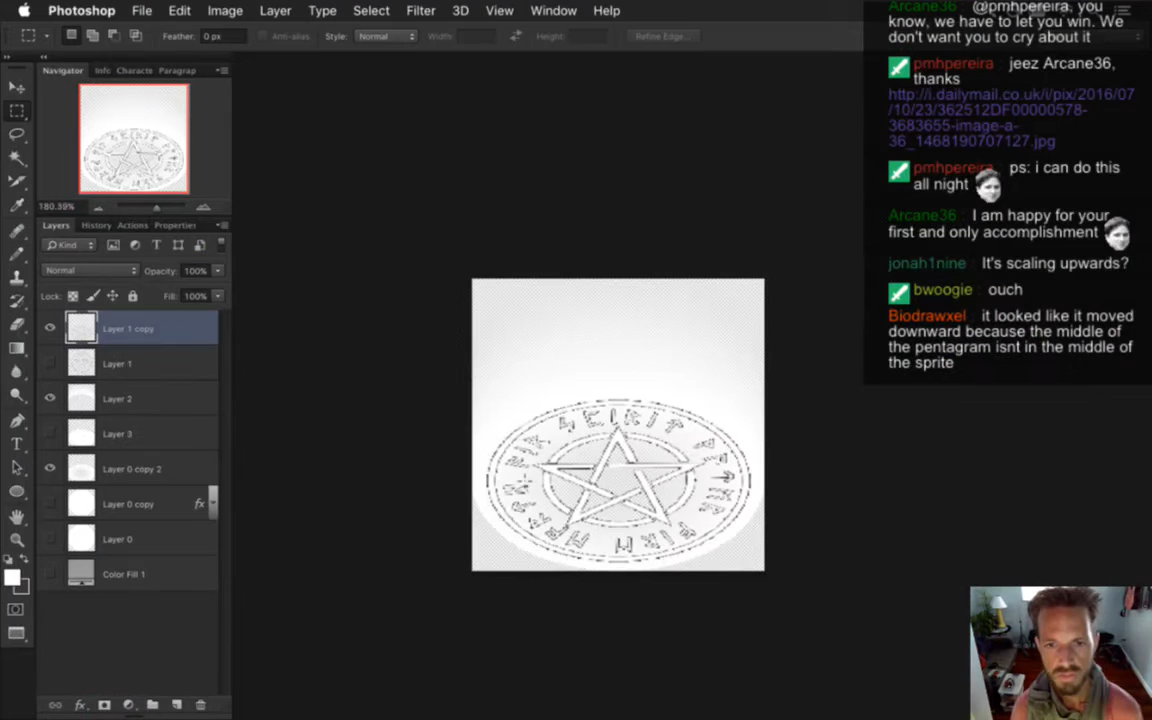 Photoshop File Edit Image Layer Type Select Filter 3D View Window Help
Feather: 0 px Anti-alias Style: Normal Width: Height: Refine Edge...
Navigator Info Characte Paragrap
180.39%
Layers History Actions Properties
Kind
Normal Opacity: 100%
Lock: Fill: 100%
Layer 1 copy
Layer 1
Layer 2
Layer 3
Layer 0 copy 2
Layer 0 copy fx
Layer 0
Color Fill 1
fx
Arcane36 : @pmhpereira, you
know, we have to let you win. We
don't want you to cry about it
pmhpereira : jeez Arcane36,
thanks
http://i.dailymail.co.uk/i/pix/2016/07
/10/23/362512DF00000578-
3683655-image-a-
36_1468190707127.jpg
pmhpereira : ps: i can do this
all night
Arcane36 : I am happy for your
first and only accomplishment
jonah1nine : It's scaling upwards?
bwoogie : ouch
Biodrawxel : it looked like it moved
downward because the middle of
the pentagram isnt in the middle of
the sprite